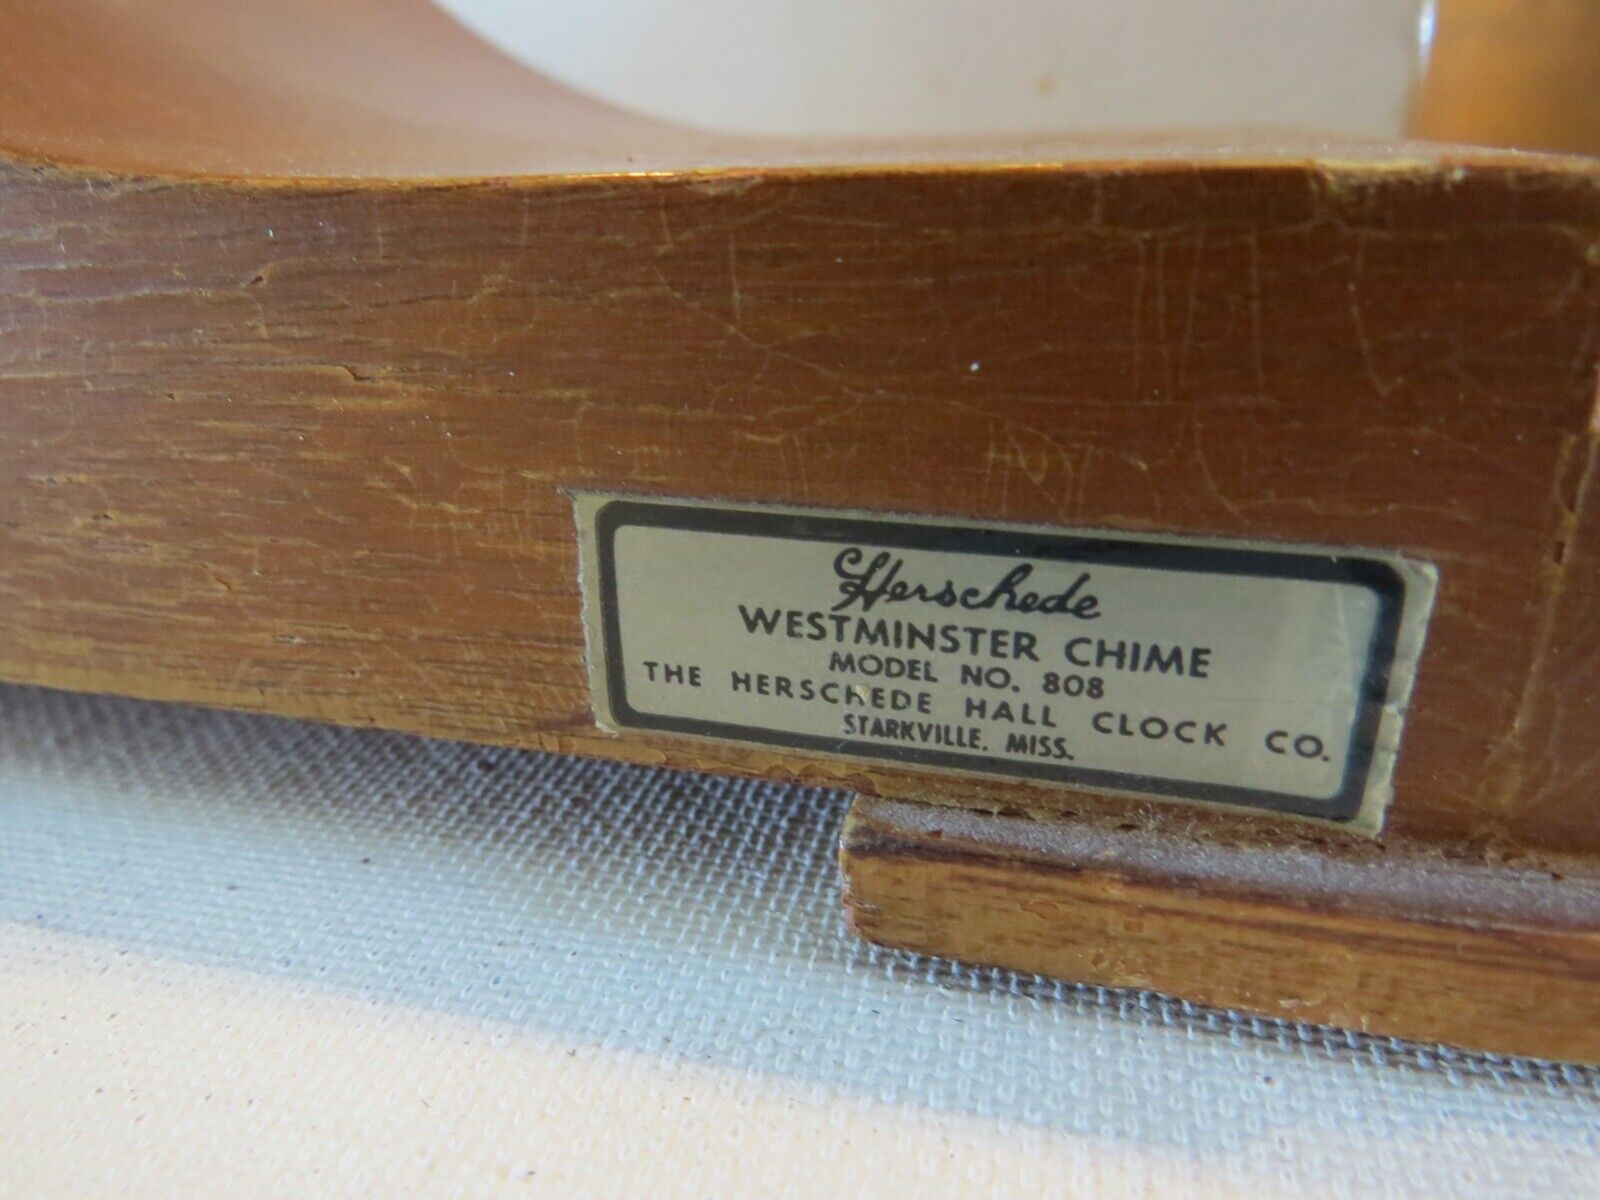 Herschede
WESTMINSTER CHIME
MODEL NO. 808
THE HERSCHEDE HALL CLOCK CO.
STARKVILLE, MISS.